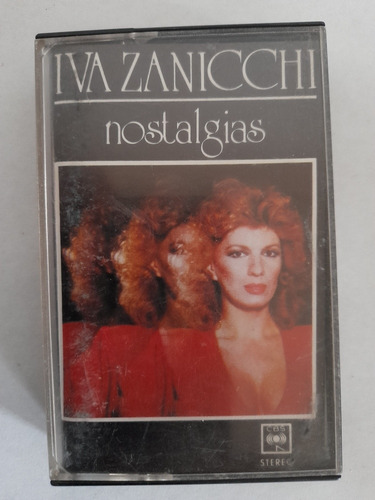 IVA ZANICCHI
nostalgias
CBS
STEREO